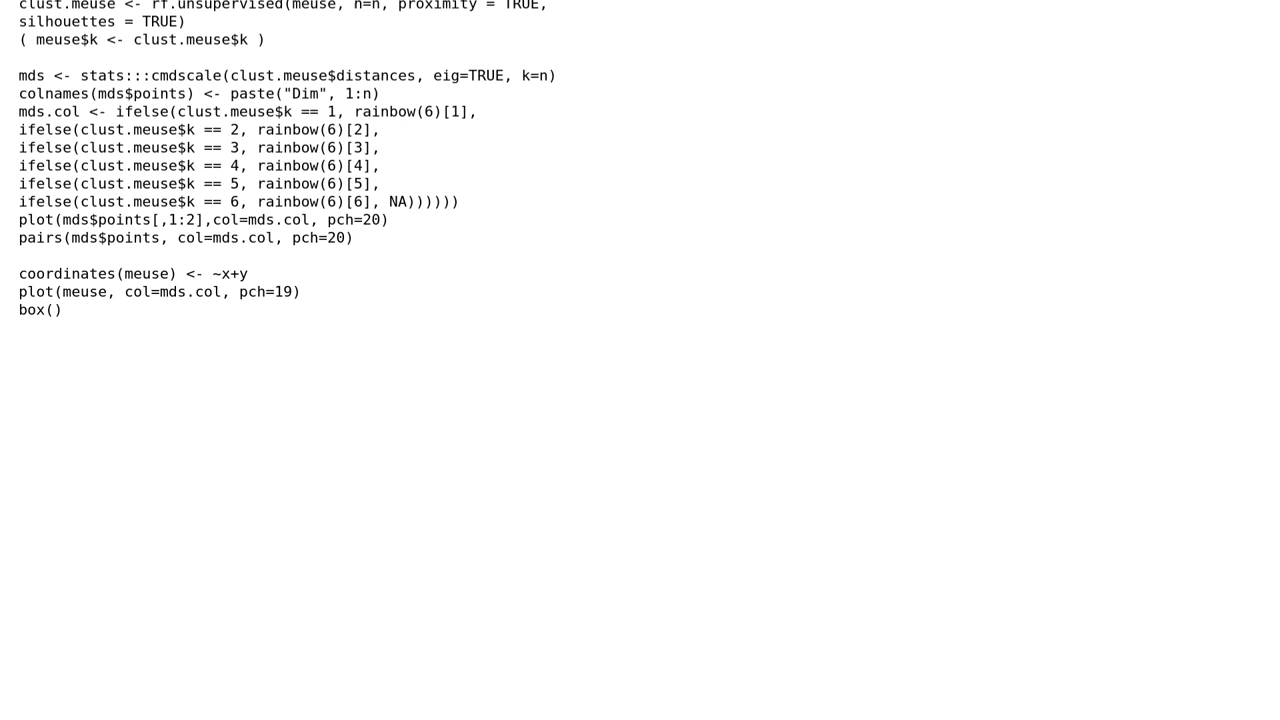 clust.meuse <- rf.unsupervised(meuse, n=n, proximity = TRUE,
silhouettes = TRUE)
( meuse$k <- clust.meuse$k )
mds <- stats:::cmdscale(clust.meuse$distances, eig=TRUE, k=n)
colnames(mds$points) <- paste("Dim", 1:n)
mds.col <- ifelse(clust.meuse$k == 1, rainbow(6)[1],
ifelse(clust.meuse$k == 2, rainbow(6)[2],
ifelse(clust.meuse$k == 3, rainbow(6)[3],
ifelse(clust.meuse$k == 4, rainbow(6)[4],
ifelse(clust.meuse$k == 5, rainbow(6)[5],
ifelse(clust.meuse$k == 6, rainbow(6)[6], NA))))))
plot(mds$points[,1:2],col=mds.col, pch=20)
pairs(mds$points, col=mds.col, pch=20)
coordinates(meuse) <- ~x+y
plot(meuse, col=mds.col, pch=19)
box()